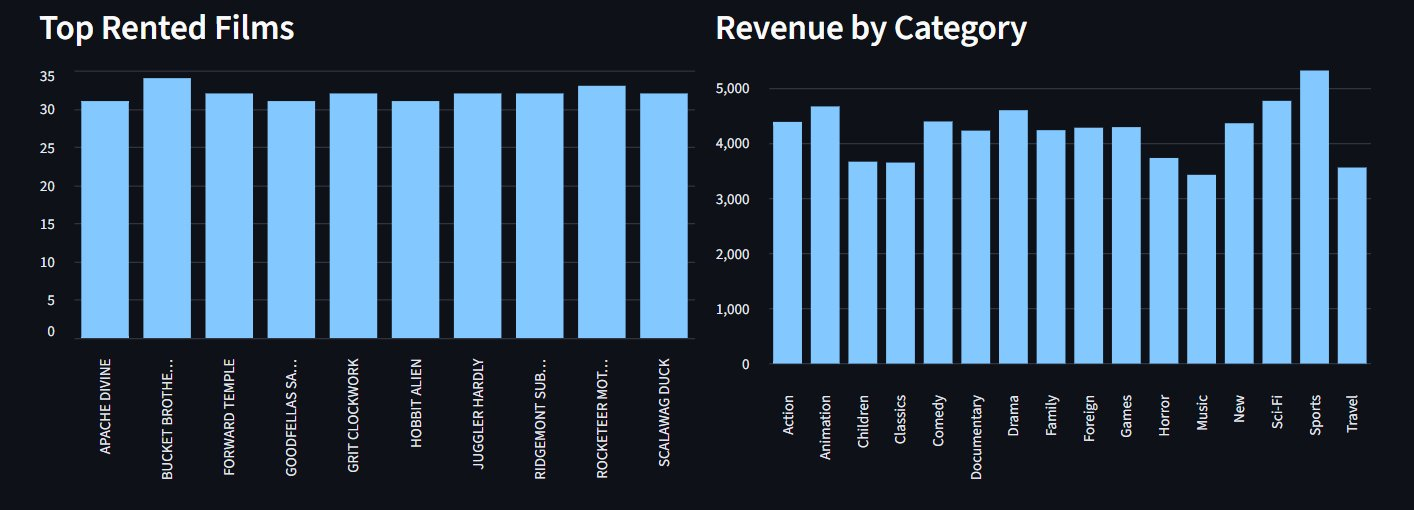 Top Rented Films
35
30
25
20
15
10
5
0
APACHE DIVINE
BUCKET BROTHE…
FORWARD TEMPLE
GOODFELLAS SA…
GRIT CLOCKWORK
HOBBIT ALIEN
JUGGLER HARDLY
RIDGEMONT SUB…
ROCKETEER MOT…
SCALAWAG DUCK
Revenue by Category
5,000
4,000
3,000
2,000
1,000
0
Action
Animation
Children
Classics
Comedy
Documentary
Drama
Family
Foreign
Games
Horror
Music
New
Sci-Fi
Sports
Travel